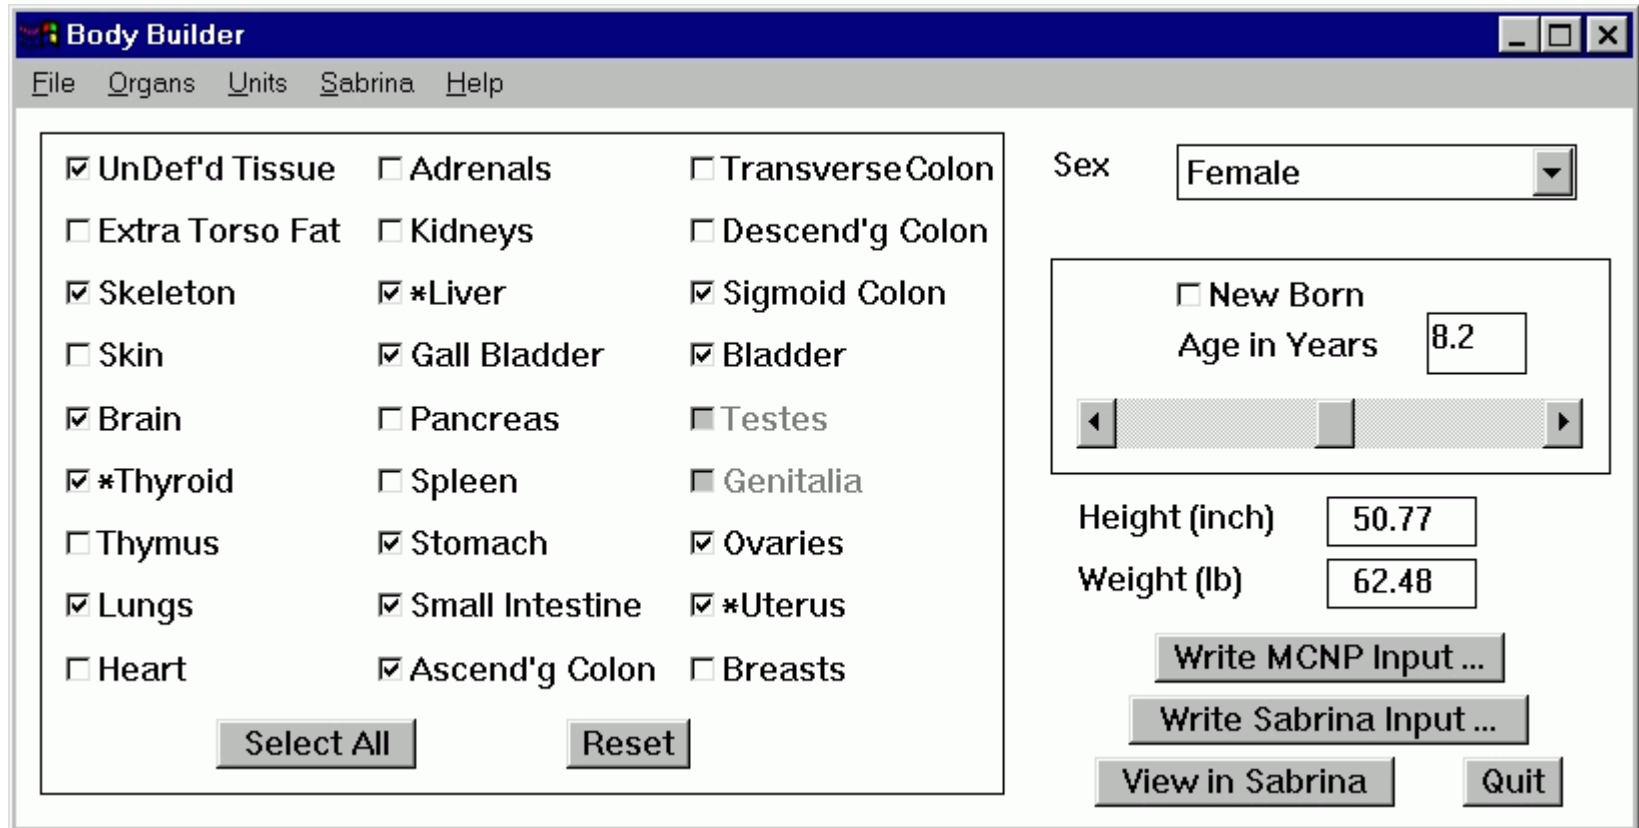 Body Builder
File Organs Units Sabrina Help
UnDef'd Tissue Adrenals Transverse Colon
Extra Torso Fat Kidneys Descend'g Colon
Skeleton *Liver Sigmoid Colon
Skin Gall Bladder Bladder
Brain Pancreas Testes
*Thyroid Spleen Genitalia
Thymus Stomach Ovaries
Lungs Small Intestine *Uterus
Heart Ascend'g Colon Breasts
Select All Reset
Sex Female
New Born
Age in Years 8.2
Height (inch) 50.77
Weight (lb) 62.48
Write MCNP Input ...
Write Sabrina Input ...
View in Sabrina Quit